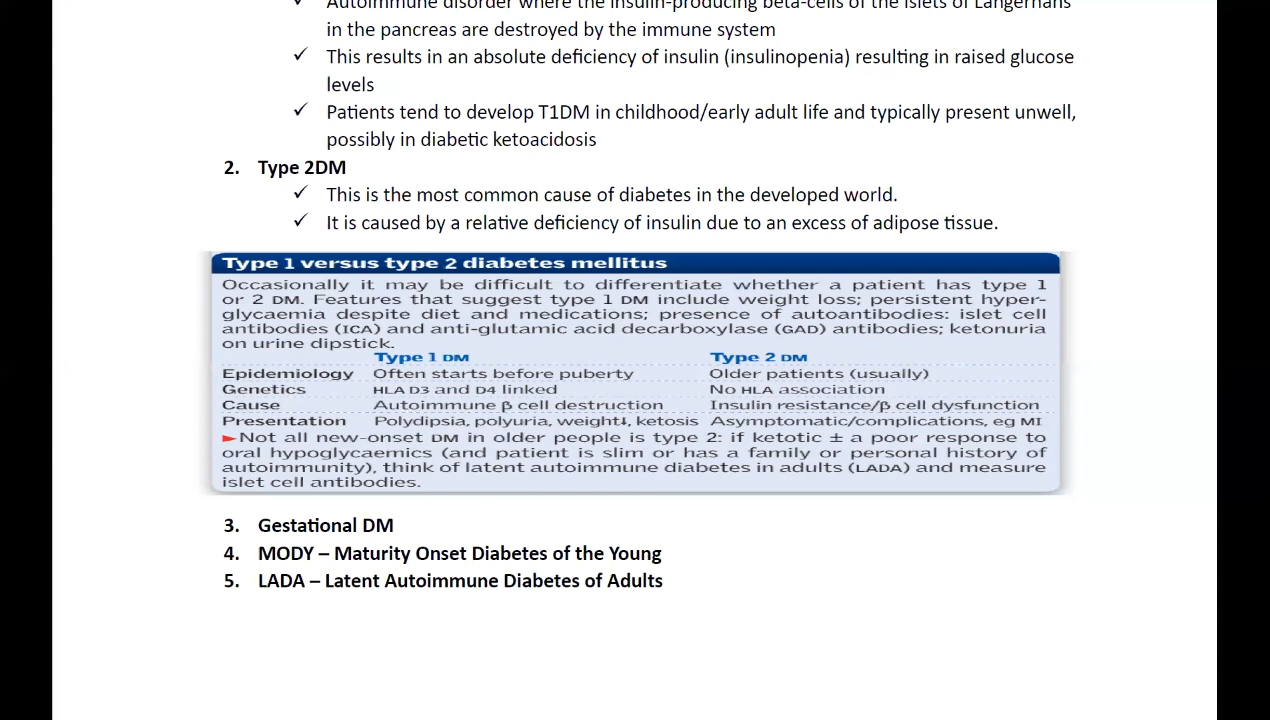 ✓ Autoimmune disorder where the insulin-producing beta-cells of the islets of Langerhans
in the pancreas are destroyed by the immune system
✓ This results in an absolute deficiency of insulin (insulinopenia) resulting in raised glucose
levels
✓ Patients tend to develop T1DM in childhood/early adult life and typically present unwell,
possibly in diabetic ketoacidosis
2. Type 2DM
✓ This is the most common cause of diabetes in the developed world.
✓ It is caused by a relative deficiency of insulin due to an excess of adipose tissue.
Type 1 versus type 2 diabetes mellitus
Occasionally it may be difficult to differentiate whether a patient has type 1
or 2 DM. Features that suggest type 1 DM include weight loss; persistent hyper-
glycaemia despite diet and medications; presence of autoantibodies: islet cell
antibodies (ICA) and anti-glutamic acid decarboxylase (GAD) antibodies; ketonuria
on urine dipstick.
Type 1 DM Type 2 DM
Epidemiology Often starts before puberty Older patients (usually)
Genetics HLA D3 and D4 linked No HLA association
Cause Autoimmune β cell destruction Insulin resistance/β cell dysfunction
Presentation Polydipsia, polyuria, weight↓, ketosis Asymptomatic/complications, eg MI
►Not all new-onset DM in older people is type 2: if ketotic ± a poor response to
oral hypoglycaemics (and patient is slim or has a family or personal history of
autoimmunity), think of latent autoimmune diabetes in adults (LADA) and measure
islet cell antibodies.
3. Gestational DM
4. MODY – Maturity Onset Diabetes of the Young
5. LADA – Latent Autoimmune Diabetes of Adults